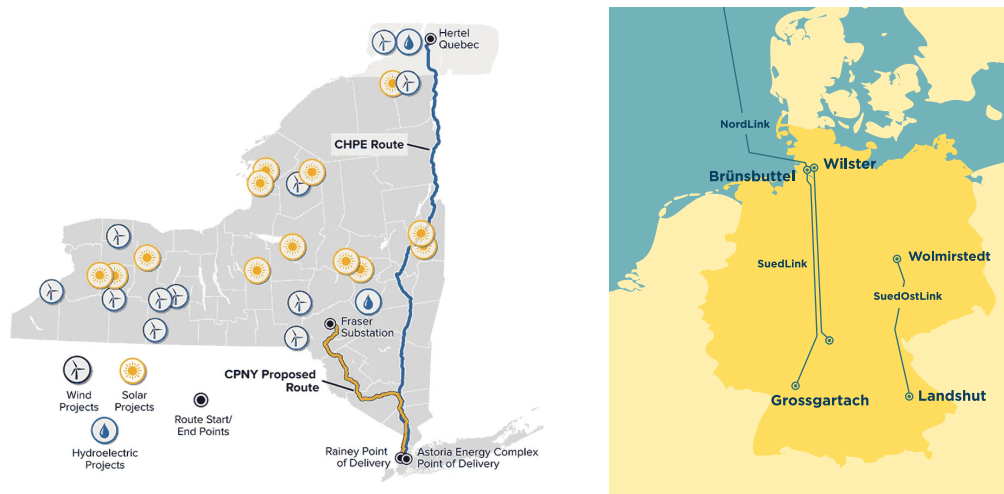 Hertel
Quebec
CHPE Route
Fraser
Substation
CPNY Proposed
Route
Wind
Projects
Solar
Projects
Route Start/
End Points
Hydroelectric
Projects
Rainey Point
of Delivery
Astoria Energy Complex
Point of Delivery
NordLink
Brünsbuttel
Wilster
SuedLink
Wolmirstedt
SuedOstLink
Grossgartach
Landshut